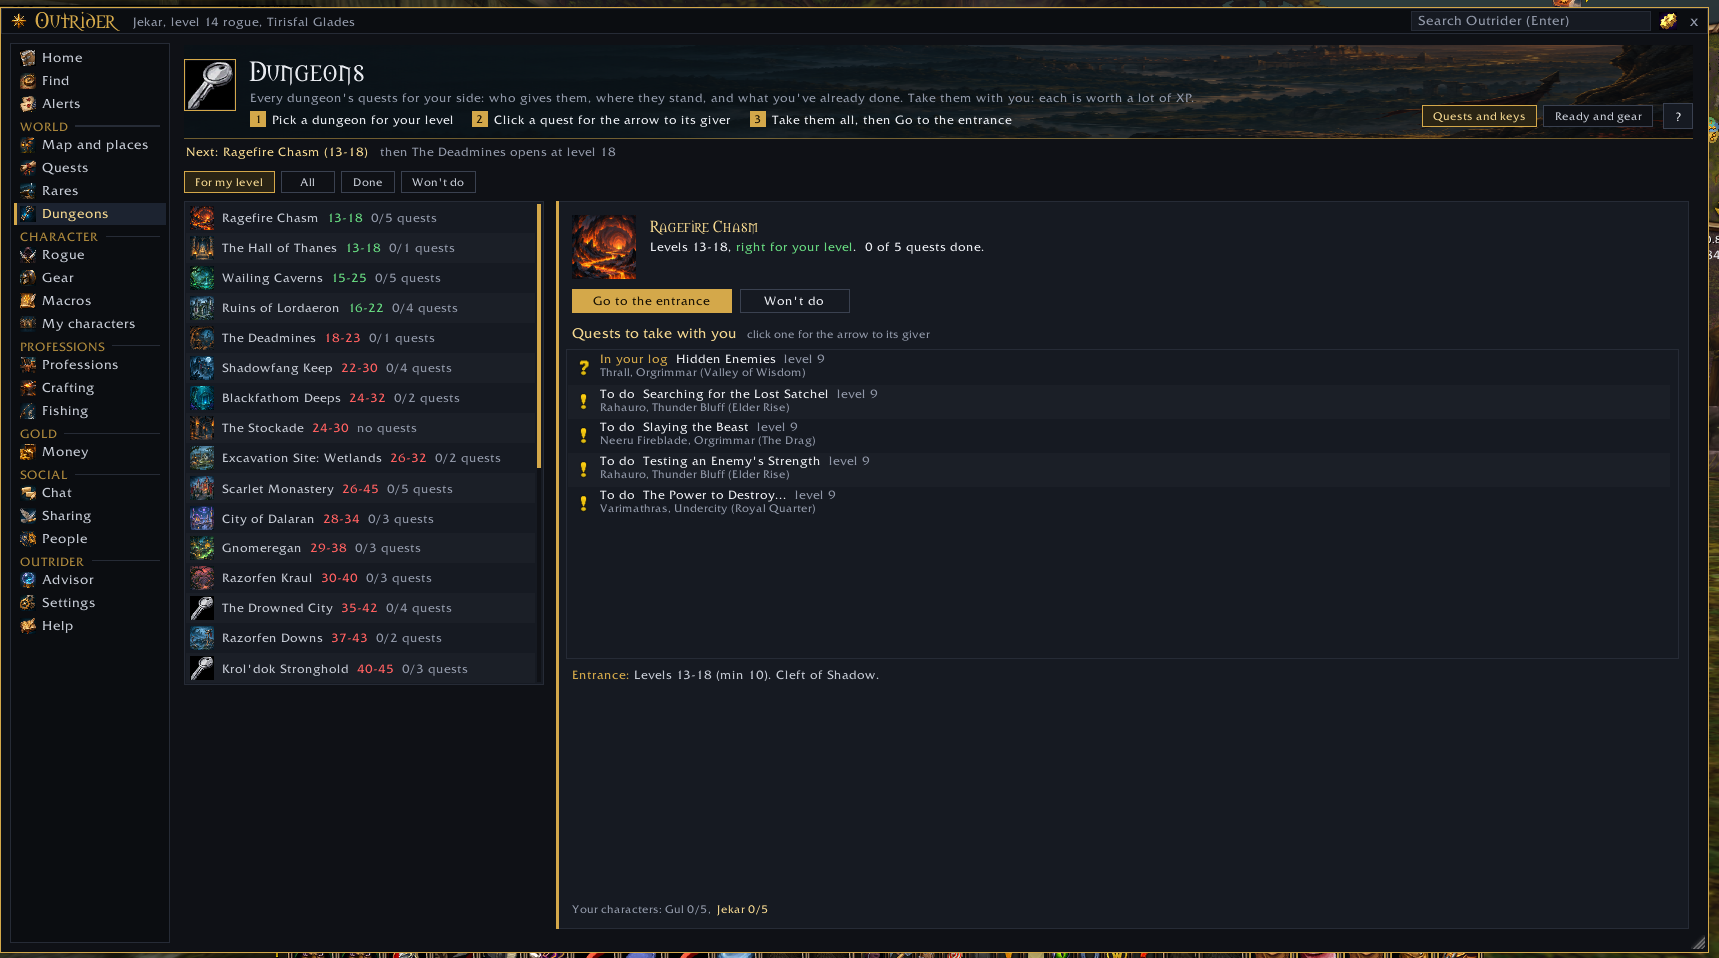 Outrider Jekar, level 14 rogue, Tirisfal Glades
Search Outrider (Enter) x
Home
Find
Alerts
WORLD
Map and places
Quests
Rares
Dungeons
CHARACTER
Rogue
Gear
Macros
My characters
PROFESSIONS
Professions
Crafting
Fishing
GOLD
Money
SOCIAL
Chat
Sharing
People
OUTRIDER
Advisor
Settings
Help
Dungeons
Every dungeon's quests for your side: who gives them, where they stand, and what you've already done. Take them with you: each is worth a lot of XP.
1 Pick a dungeon for your level 2 Click a quest for the arrow to its giver 3 Take them all, then Go to the entrance
Quests and keys Ready and gear ?
Next: Ragefire Chasm (13-18) then The Deadmines opens at level 18
For my level All Done Won't do
Ragefire Chasm 13-18 0/5 quests
The Hall of Thanes 13-18 0/1 quests
Wailing Caverns 15-25 0/5 quests
Ruins of Lordaeron 16-22 0/4 quests
The Deadmines 18-23 0/1 quests
Shadowfang Keep 22-30 0/4 quests
Blackfathom Deeps 24-32 0/2 quests
The Stockade 24-30 no quests
Excavation Site: Wetlands 26-32 0/2 quests
Scarlet Monastery 26-45 0/5 quests
City of Dalaran 28-34 0/3 quests
Gnomeregan 29-38 0/3 quests
Razorfen Kraul 30-40 0/3 quests
The Drowned City 35-42 0/4 quests
Razorfen Downs 37-43 0/2 quests
Krol'dok Stronghold 40-45 0/3 quests
Ragefire Chasm
Levels 13-18, right for your level. 0 of 5 quests done.
Go to the entrance Won't do
Quests to take with you click one for the arrow to its giver
In your log Hidden Enemies level 9
Thrall, Orgrimmar (Valley of Wisdom)
To do Searching for the Lost Satchel level 9
Rahauro, Thunder Bluff (Elder Rise)
To do Slaying the Beast level 9
Neeru Fireblade, Orgrimmar (The Drag)
To do Testing an Enemy's Strength level 9
Rahauro, Thunder Bluff (Elder Rise)
To do The Power to Destroy... level 9
Varimathras, Undercity (Royal Quarter)
Entrance: Levels 13-18 (min 10). Cleft of Shadow.
Your characters: Gul 0/5, Jekar 0/5